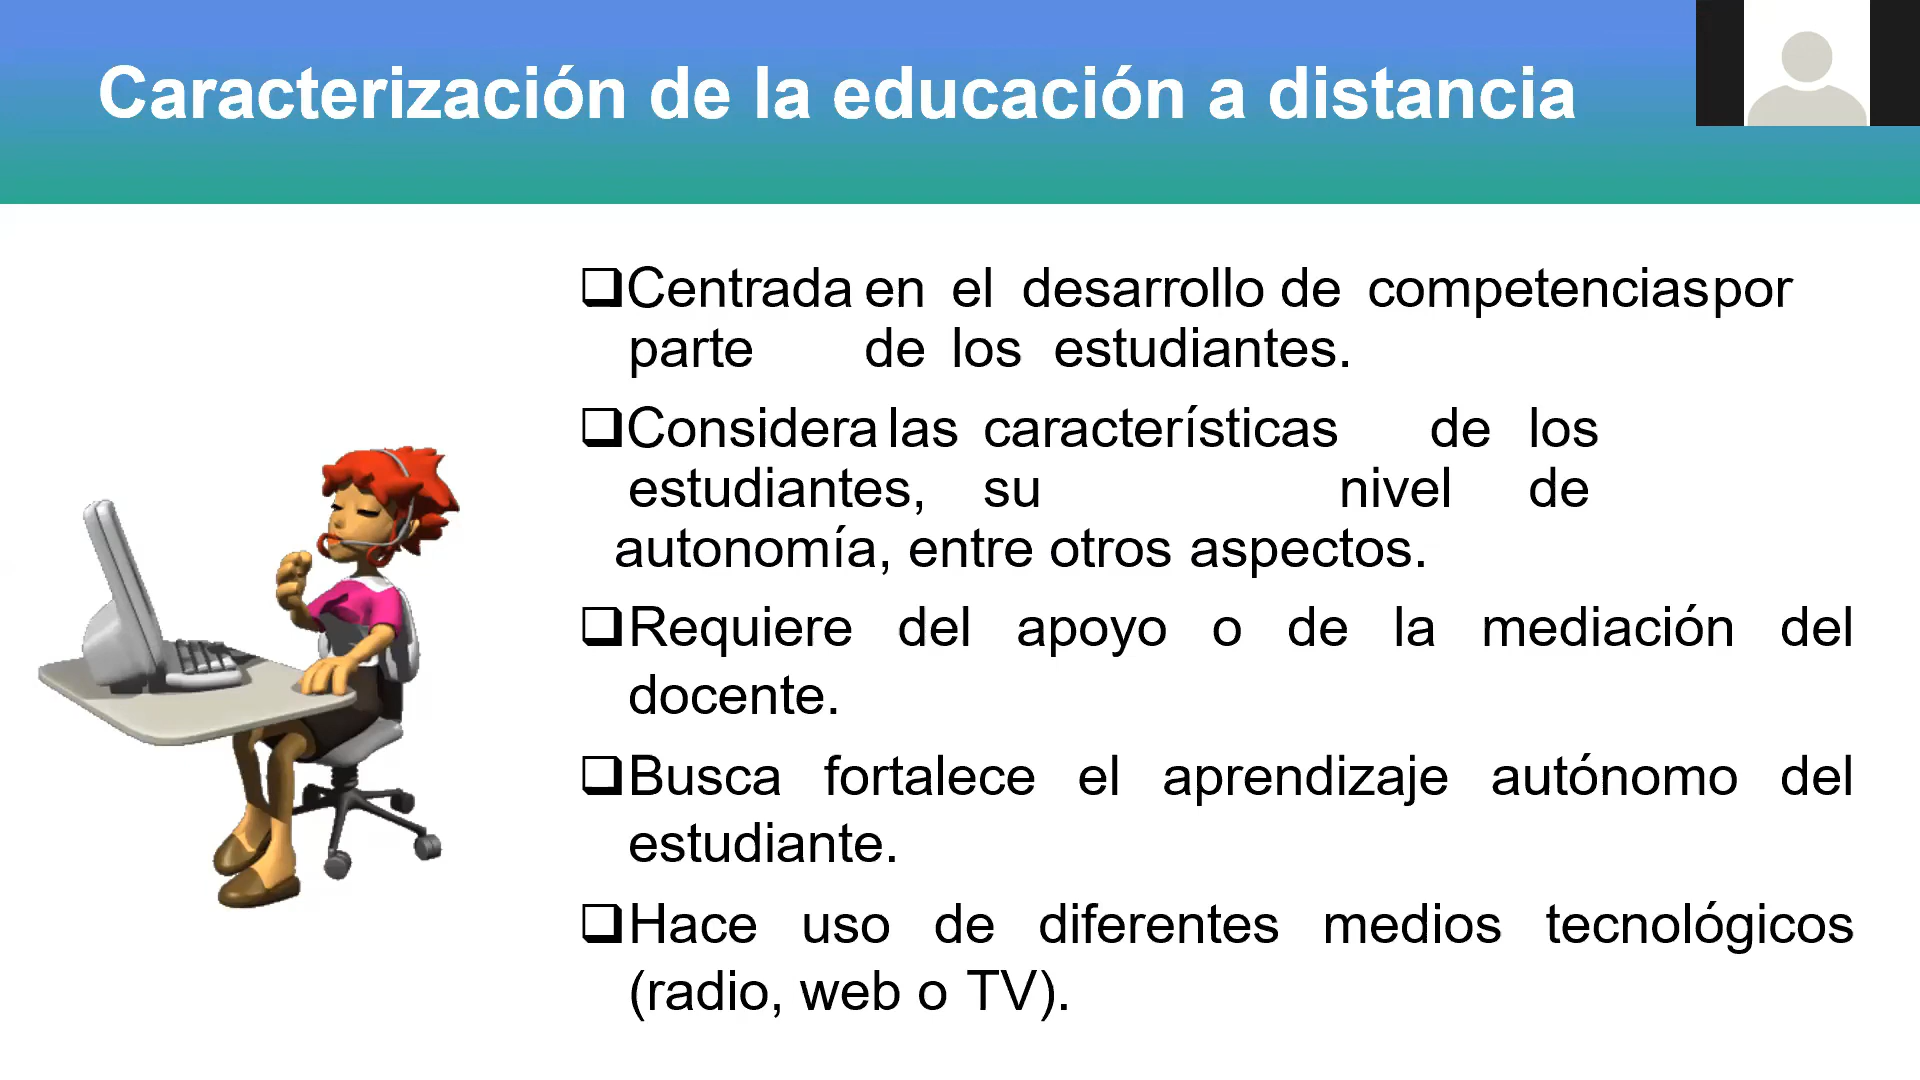 Caracterización de la educación a distancia
Centrada en el desarrollo de competenciaspor
parte de los estudiantes.
Considera las características de los
estudiantes, su nivel de
autonomía, entre otros aspectos.
Requiere del apoyo o de la mediación del
docente.
Busca fortalece el aprendizaje autónomo del
estudiante.
Hace uso de diferentes medios tecnológicos
(radio, web o TV).